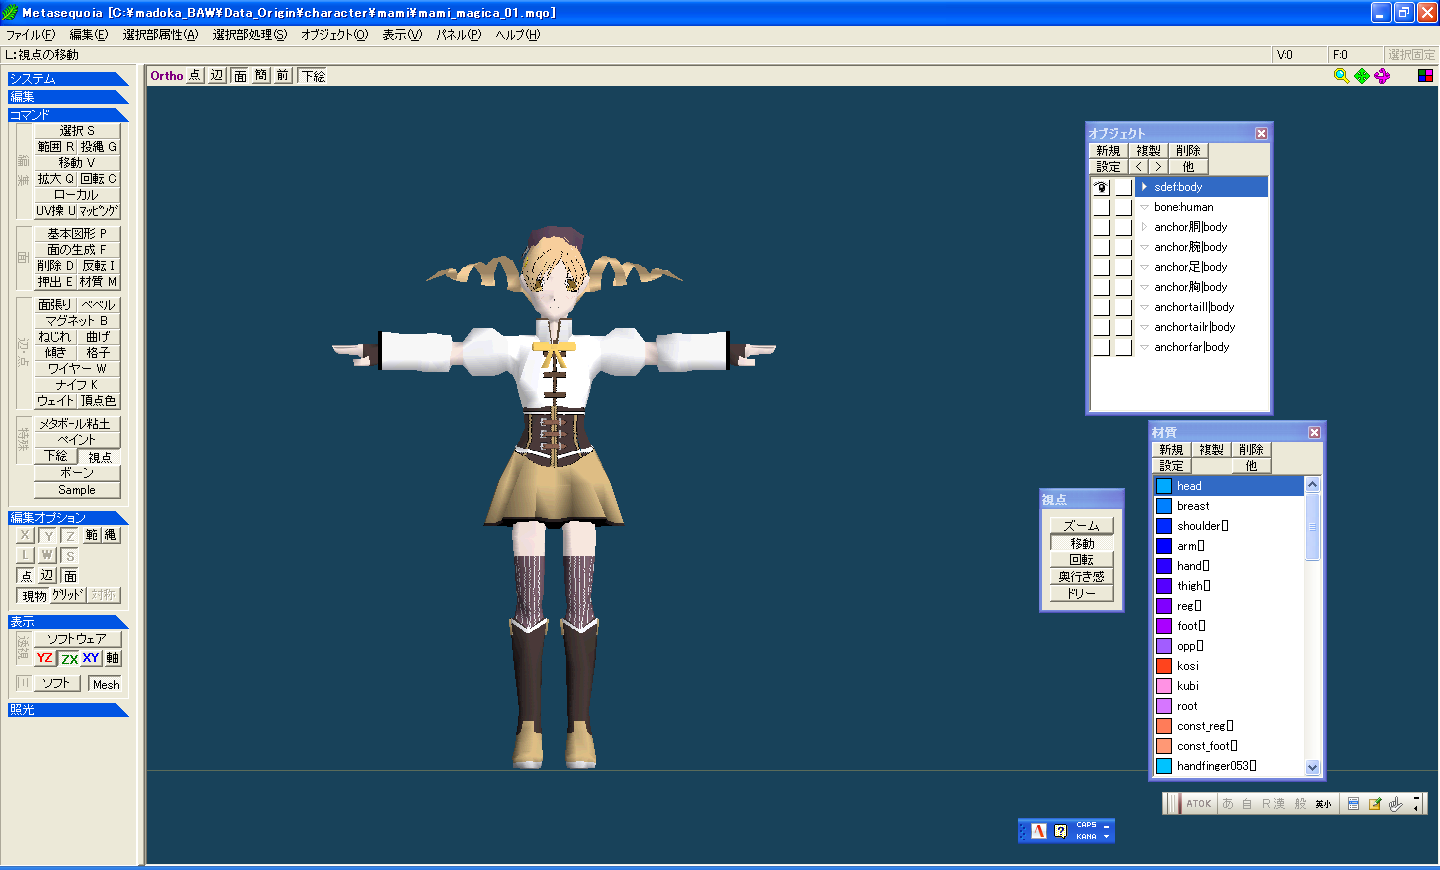 Metasequoia [C:¥madoka_BAW¥Data_Origin¥character¥mami¥mami_magica_01.mqo]
ファイル(F) 編集(E) 選択部属性(A) 選択部処理(S) オブジェクト(O) 表示(V) パネル(P) ヘルプ(H)
L:視点の移動 V:0 F:0 選択固定
Ortho 点 辺 面 簡 前 下絵
システム
編集
コマンド
編集
選択 S
範囲 R 投縄 G
移動 V
拡大 Q 回転 C
ローカル
UV操 U マッピング
面
基本図形 P
面の生成 F
削除 D 反転 I
押出 E 材質 M
辺・点
面張り ベベル
マグネット B
ねじれ 曲げ
傾き 格子
ワイヤー W
ナイフ K
ウェイト 頂点色
特殊
メタボール粘土
ペイント
下絵 視点
ボーン
Sample
編集オプション
X Y Z 範 縄
L W S
点 辺 面
現物 グリッド 対称
表示
透視
ソフトウェア
YZ ZX XY 軸
ソフト Mesh
照光
オブジェクト
新規 複製 削除
設定 < > 他
sdef:body
bone:human
anchor胴|body
anchor腕|body
anchor足|body
anchor胸|body
anchortaill|body
anchortailr|body
anchorfar|body
材質
新規 複製 削除
設定 他
head
breast
shoulder[]
arm[]
hand[]
thigh[]
reg[]
foot[]
opp[]
kosi
kubi
root
const_reg[]
const_foot[]
handfinger053[]
視点
ズーム
移動
回転
奥行き感
ドリー
ATOK あ 自 R漢 般 英小
A ? CAPS
KANA